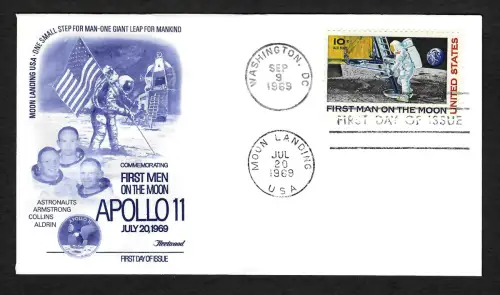 MOON LANDING USA-ONE SMALL STEP FOR MAN-ONE GIANT LEAP FOR MANKIND
COMMEMORATING
FIRST MEN
ON THE MOON
APOLLO 11
JULY 20, 1969
Fleetwood
FIRST DAY OF ISSUE
ASTRONAUTS
ARMSTRONG
COLLINS
ALDRIN
APOLLO 11
WASHINGTON, DC
SEP
9
1969
MOON LANDING
JUL
20
1969
USA
10¢
UNITED STATES
FIRST MAN ON THE MOON
FIRST DAY OF ISSUE